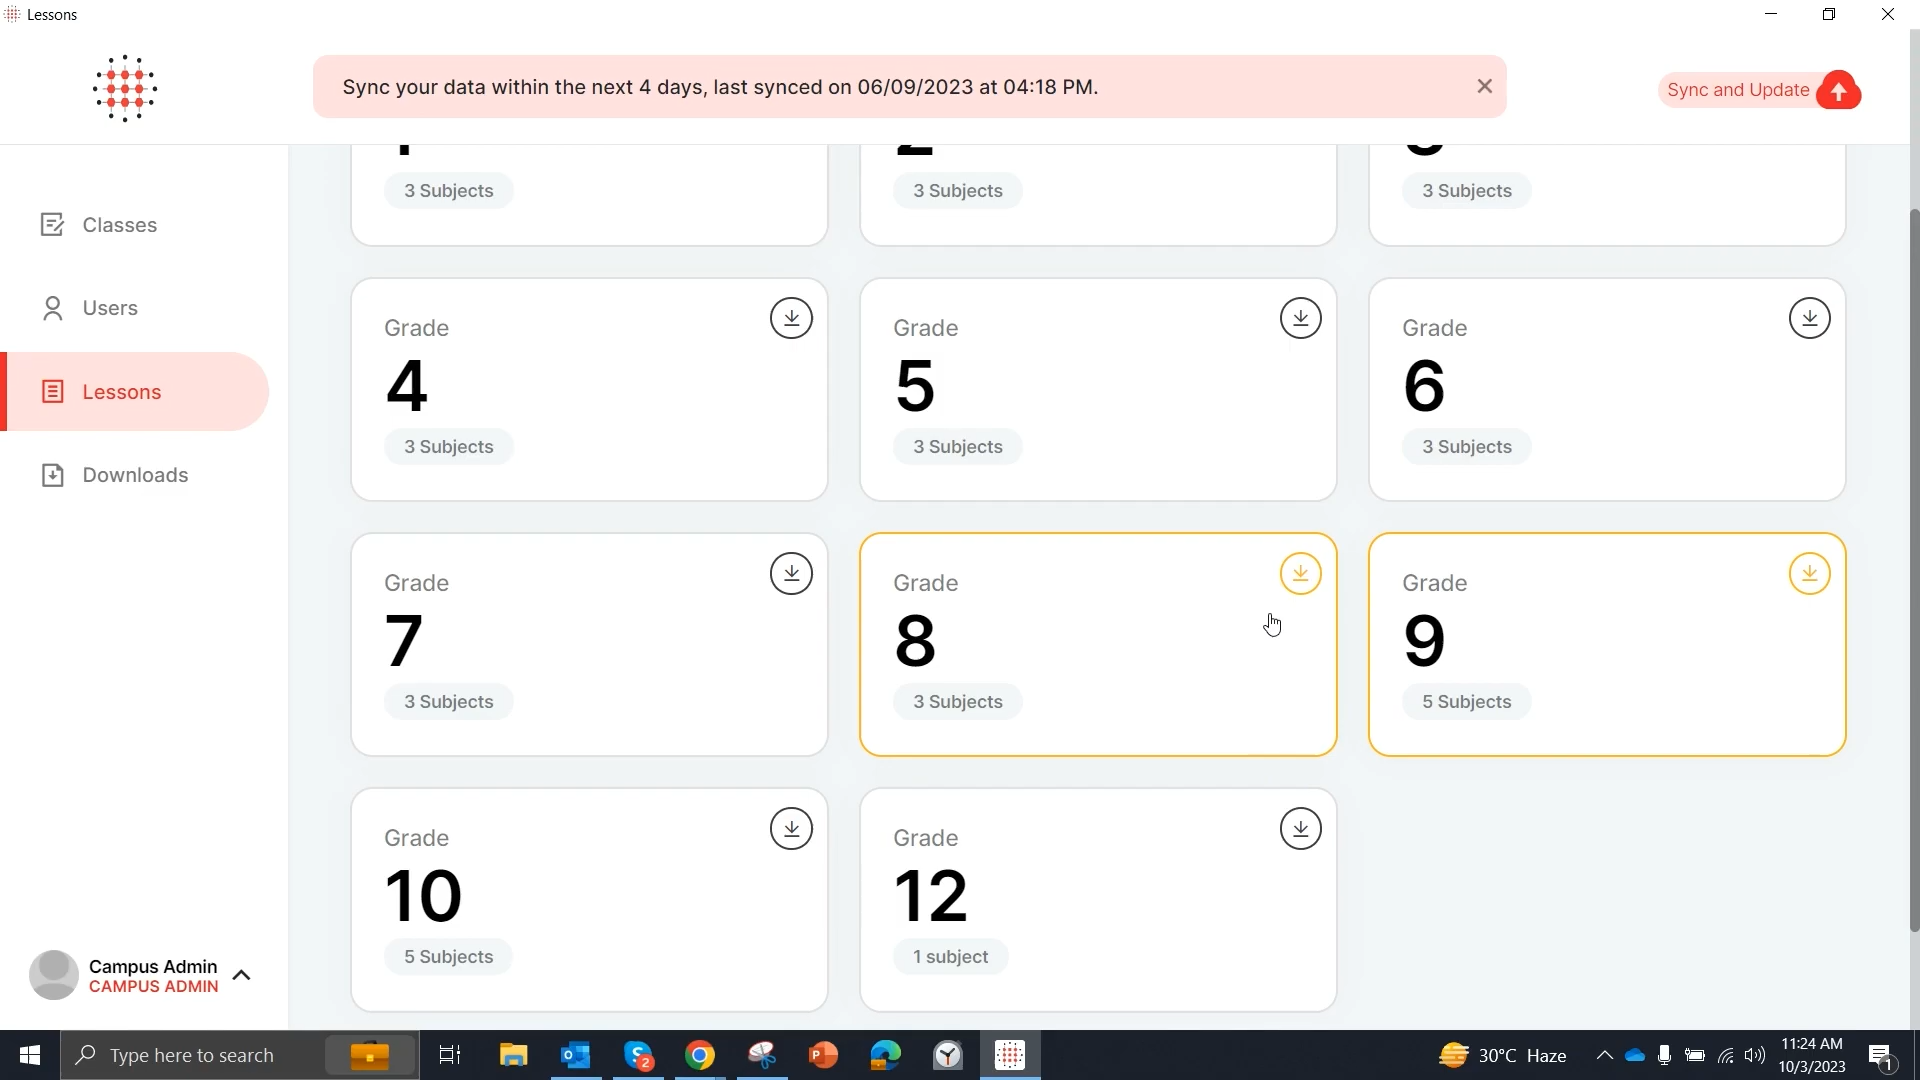 Lessons
Sync your data within the next 4 days, last synced on 06/09/2023 at 04:18 PM.
Sync and Update
Classes
Users
Lessons
Downloads
3 Subjects
3 Subjects
3 Subjects
Grade
4
3 Subjects
Grade
5
3 Subjects
Grade
6
3 Subjects
Grade
7
3 Subjects
Grade
8
3 Subjects
Grade
9
5 Subjects
Grade
10
5 Subjects
Grade
12
1 subject
Campus Admin
CAMPUS ADMIN
Type here to search
2
30°C Haze
11:24 AM
10/3/2023
1